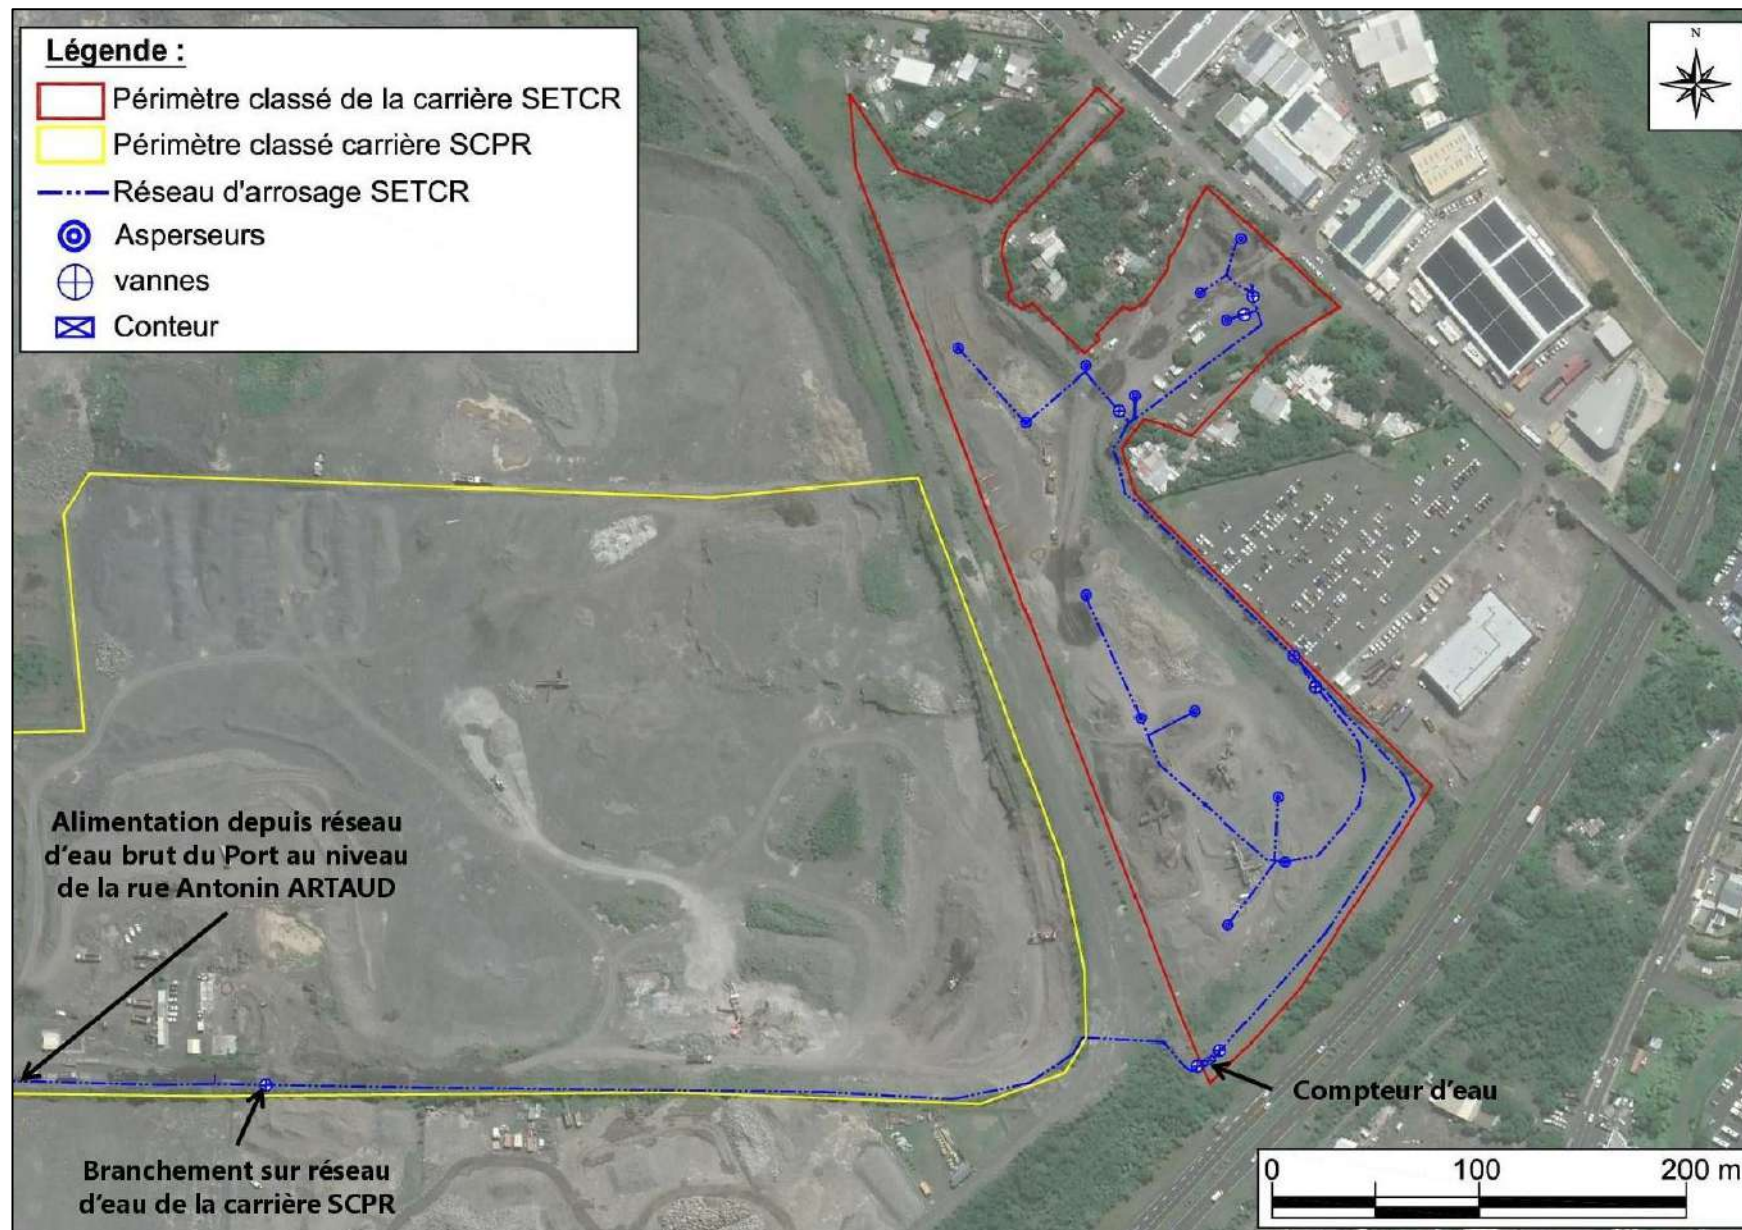 Légende :
Périmètre classé de la carrière SETCR
Périmètre classé carrière SCPR
Réseau d'arrosage SETCR
Asperseurs
vannes
Conteur
N
Alimentation depuis réseau
d'eau brut du Port au niveau
de la rue Antonin ARTAUD
Branchement sur réseau
d'eau de la carrière SCPR
Compteur d'eau
0 100 200 m